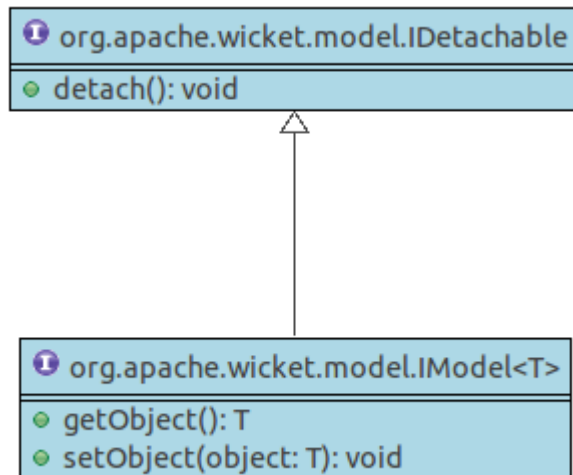 I org.apache.wicket.model.IDetachable
detach(): void
I org.apache.wicket.model.IModel<T>
getObject(): T
setObject(object: T): void